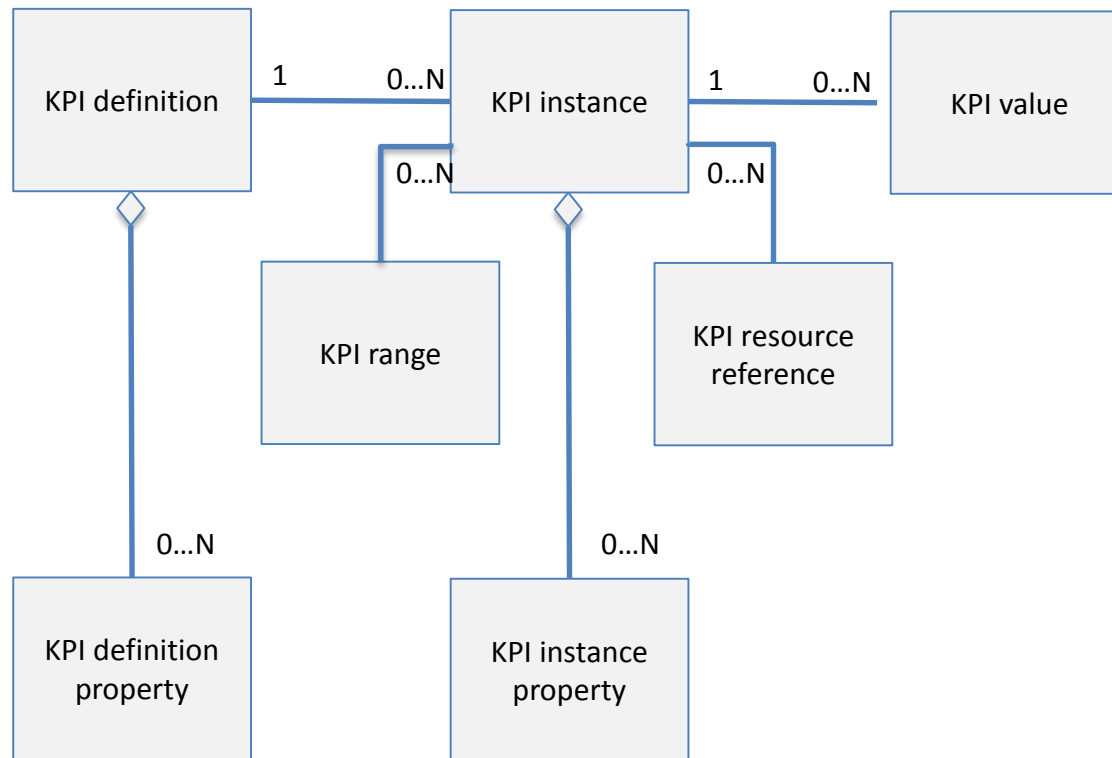 KPI definition
1
0...N
KPI instance
1
0...N
KPI value
0...N
0...N
KPI range
KPI resource
reference
0...N
0...N
KPI definition
property
KPI instance
property